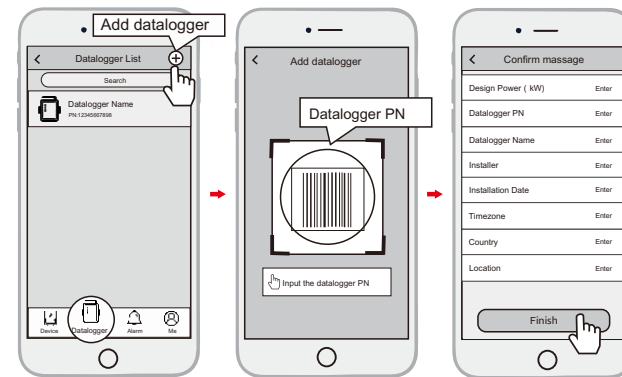 Add datalogger
Datalogger List
Search
Datalogger Name
PN:12345667898
Device
Datalogger
Alarm
Me
Add datalogger
Datalogger PN
Input the datalogger PN
Confirm massage
Design Power ( kW) Enter
Datalogger PN Enter
Datalogger Name Enter
Installer Enter
Installation Date Enter
Timezone Enter
Country Enter
Location Enter
Finish